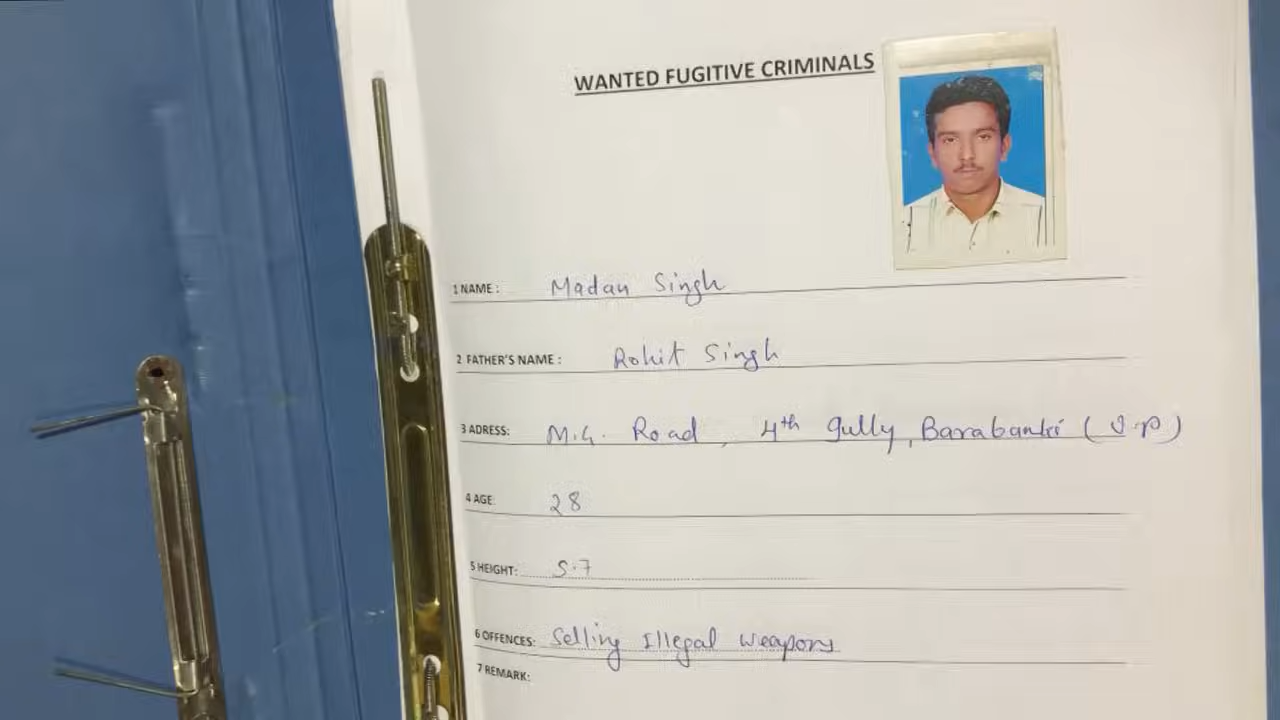 WANTED FUGITIVE CRIMINALS
1 NAME : Madan Singh
2 FATHER'S NAME : Rohit Singh
3 ADRESS: M.G. Road, 4th gully, Barabanki (U.P)
4 AGE: 28
5 HEIGHT: 5.7
6 OFFENCES: Selling Illegal Weapons
7 REMARK: